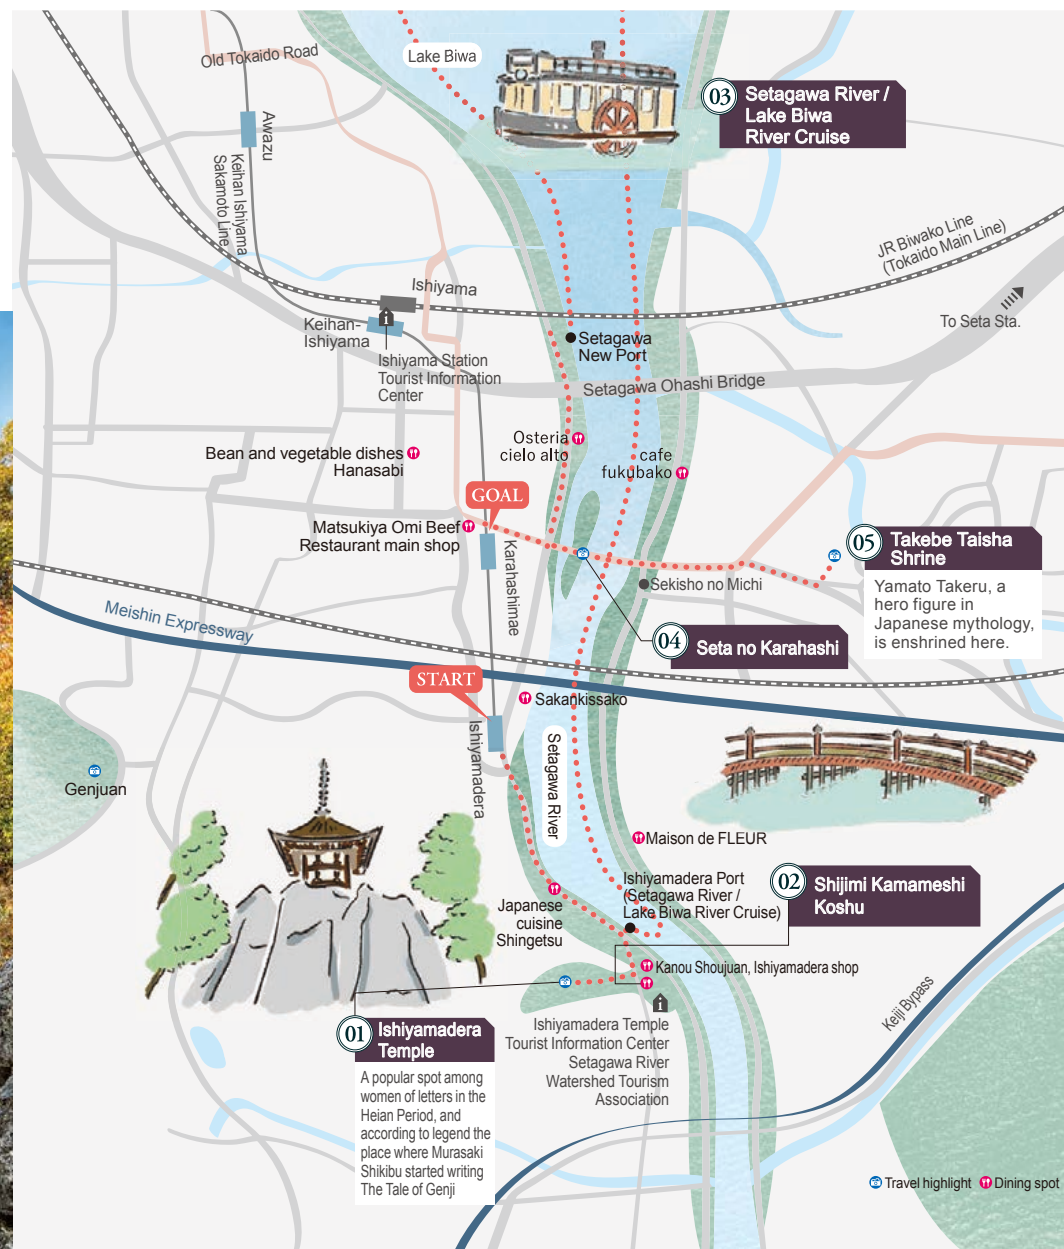 Old Tokaido Road
Lake Biwa
03
Setagawa River /
Lake Biwa
River Cruise
Awazu
Keihan Ishiyama
Sakamoto Line
JR Biwako Line
(Tokaido Main Line)
Ishiyama
To Seta Sta.
Keihan-
Ishiyama
Setagawa
New Port
Ishiyama Station
Tourist Information
Center
Setagawa Ohashi Bridge
Osteria
cielo alto
Bean and vegetable dishes
Hanasabi
cafe
fukubako
GOAL
Matsukiya Omi Beef
Restaurant main shop
Karahashimae
05
Takebe Taisha
Shrine
Yamato Takeru, a
hero figure in
Japanese mythology,
is enshrined here.
Sekisho no Michi
Meishin Expressway
04
Seta no Karahashi
START
Sakankissako
Ishiyamadera
Setagawa River
Genjuan
Maison de FLEUR
Ishiyamadera Port
(Setagawa River /
Lake Biwa River Cruise)
02
Shijimi Kamameshi
Koshu
Japanese
cuisine
Shingetsu
Kanou Shoujuan, Ishiyamadera shop
Keiji Bypass
01
Ishiyamadera
Temple
A popular spot among
women of letters in the
Heian Period, and
according to legend the
place where Murasaki
Shikibu started writing
The Tale of Genji
Ishiyamadera Temple
Tourist Information Center
Setagawa River
Watershed Tourism
Association
Travel highlight
Dining spot